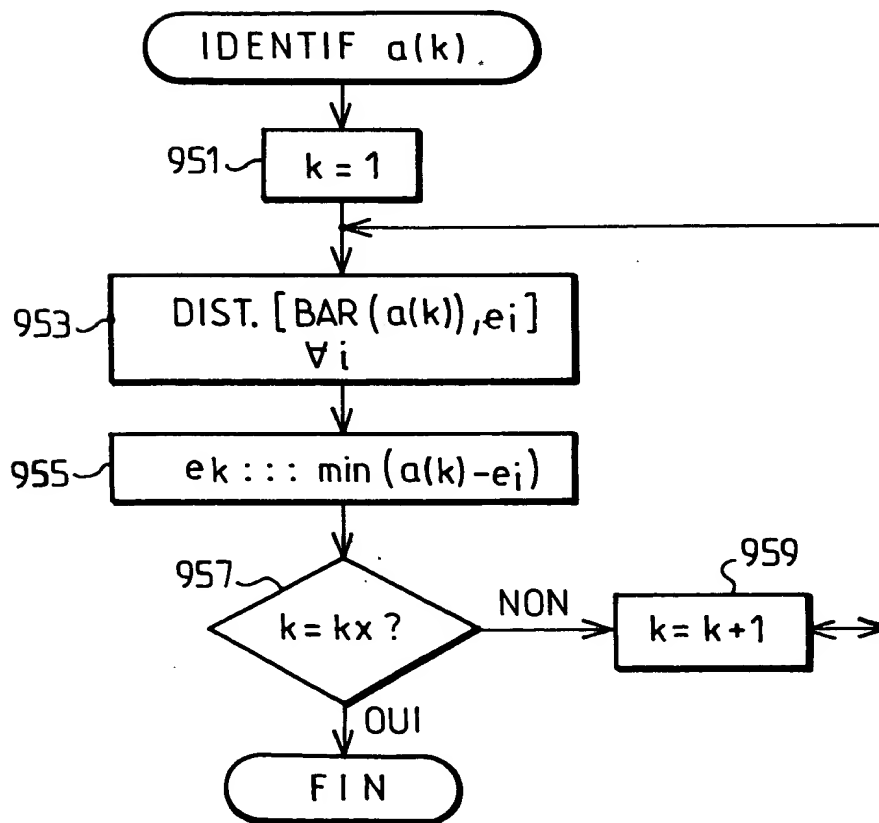 IDENTIF a(k)
951
k = 1
953
DIST. [BAR(a(k)),ei]
∀i
955
ek ::: min(a(k)-ei)
957
k = kx ?
NON
959
k = k+1
OUI
FIN